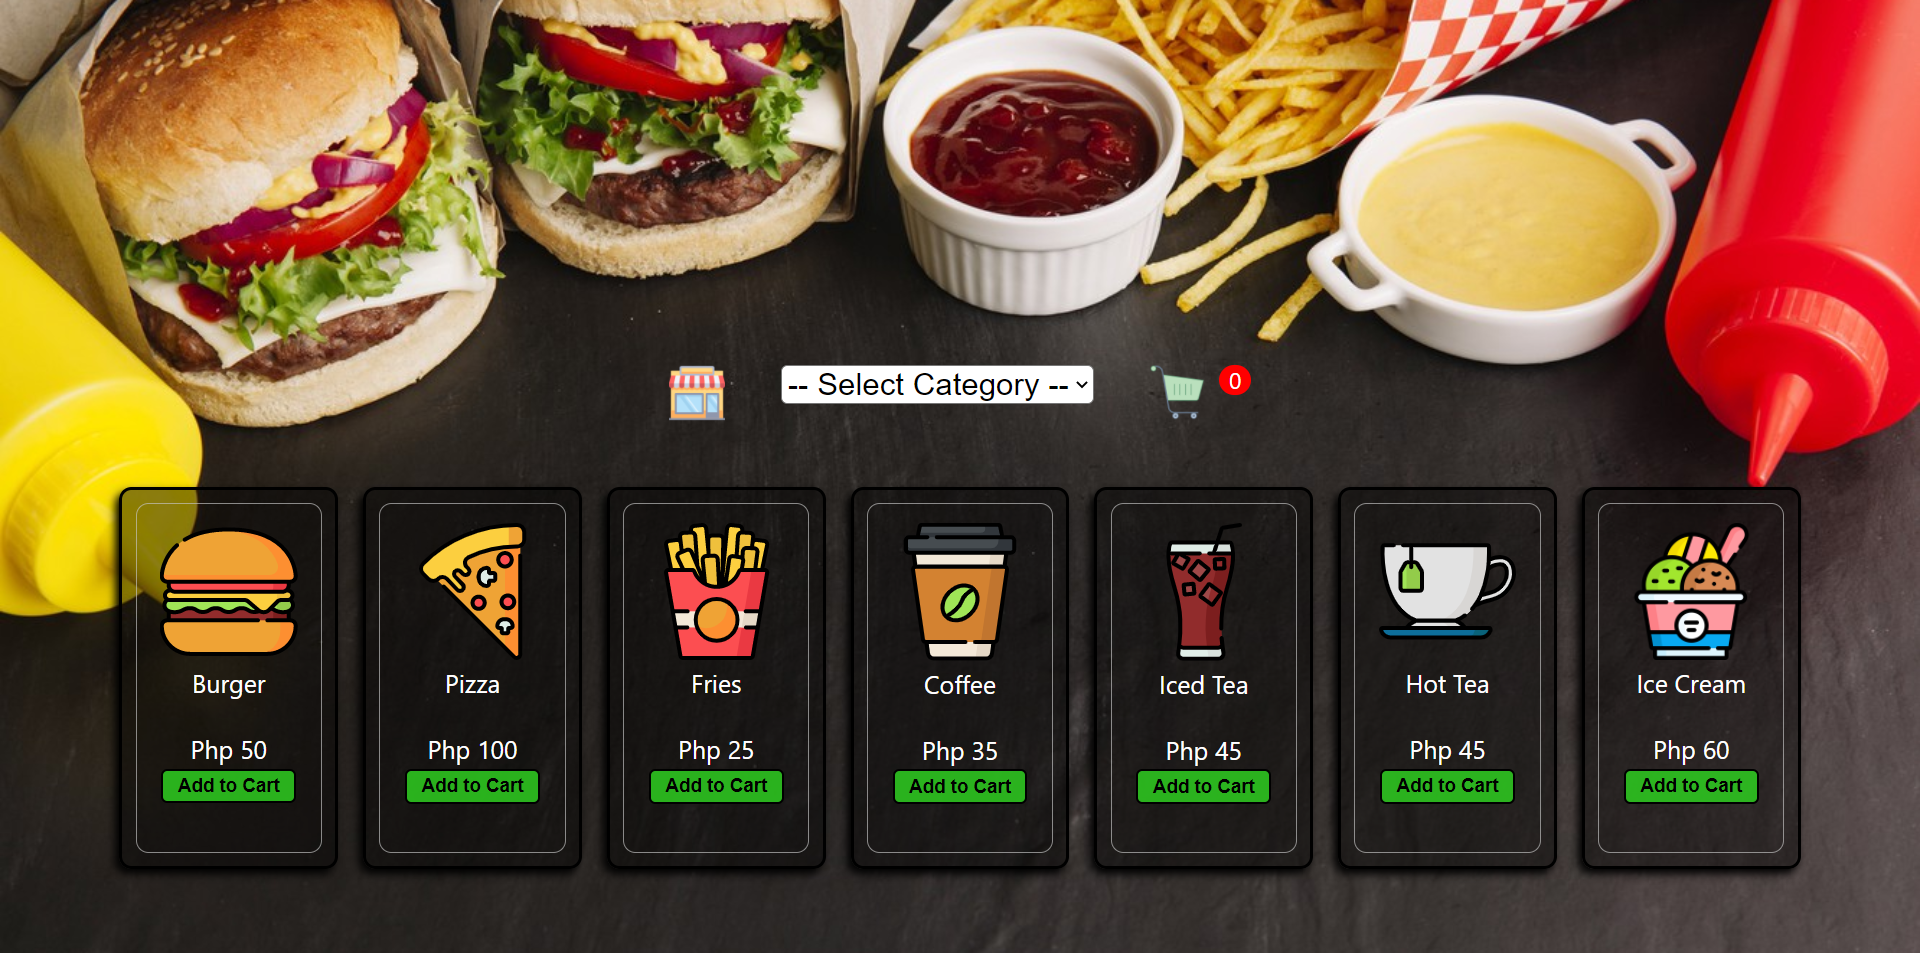 -- Select Category --
0
Burger
Php 50
Add to Cart
Pizza
Php 100
Add to Cart
Fries
Php 25
Add to Cart
Coffee
Php 35
Add to Cart
Iced Tea
Php 45
Add to Cart
Hot Tea
Php 45
Add to Cart
Ice Cream
Php 60
Add to Cart